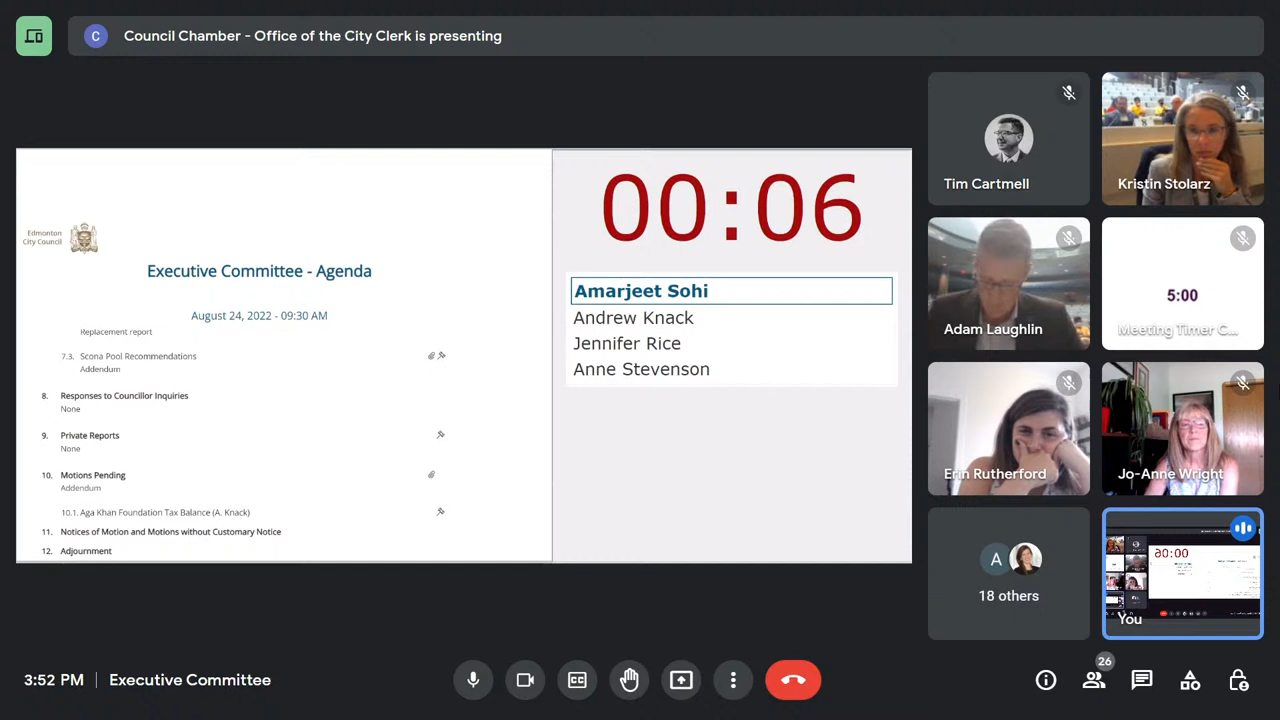 C
Council Chamber - Office of the City Clerk is presenting
Edmonton
City Council
Executive Committee - Agenda
August 24, 2022 - 09:30 AM
Replacement report
7.3. Scona Pool Recommendations
Addendum
8. Responses to Councillor Inquiries
None
9. Private Reports
None
10. Motions Pending
Addendum
10.1. Aga Khan Foundation Tax Balance (A. Knack)
11. Notices of Motion and Motions without Customary Notice
12. Adjournment
00:06
Amarjeet Sohi
Andrew Knack
Jennifer Rice
Anne Stevenson
Tim Cartmell
Kristin Stolarz
Adam Laughlin
5:00
Meeting Timer C...
Erin Rutherford
Jo-Anne Wright
A
18 others
You
3:52 PM | Executive Committee
26